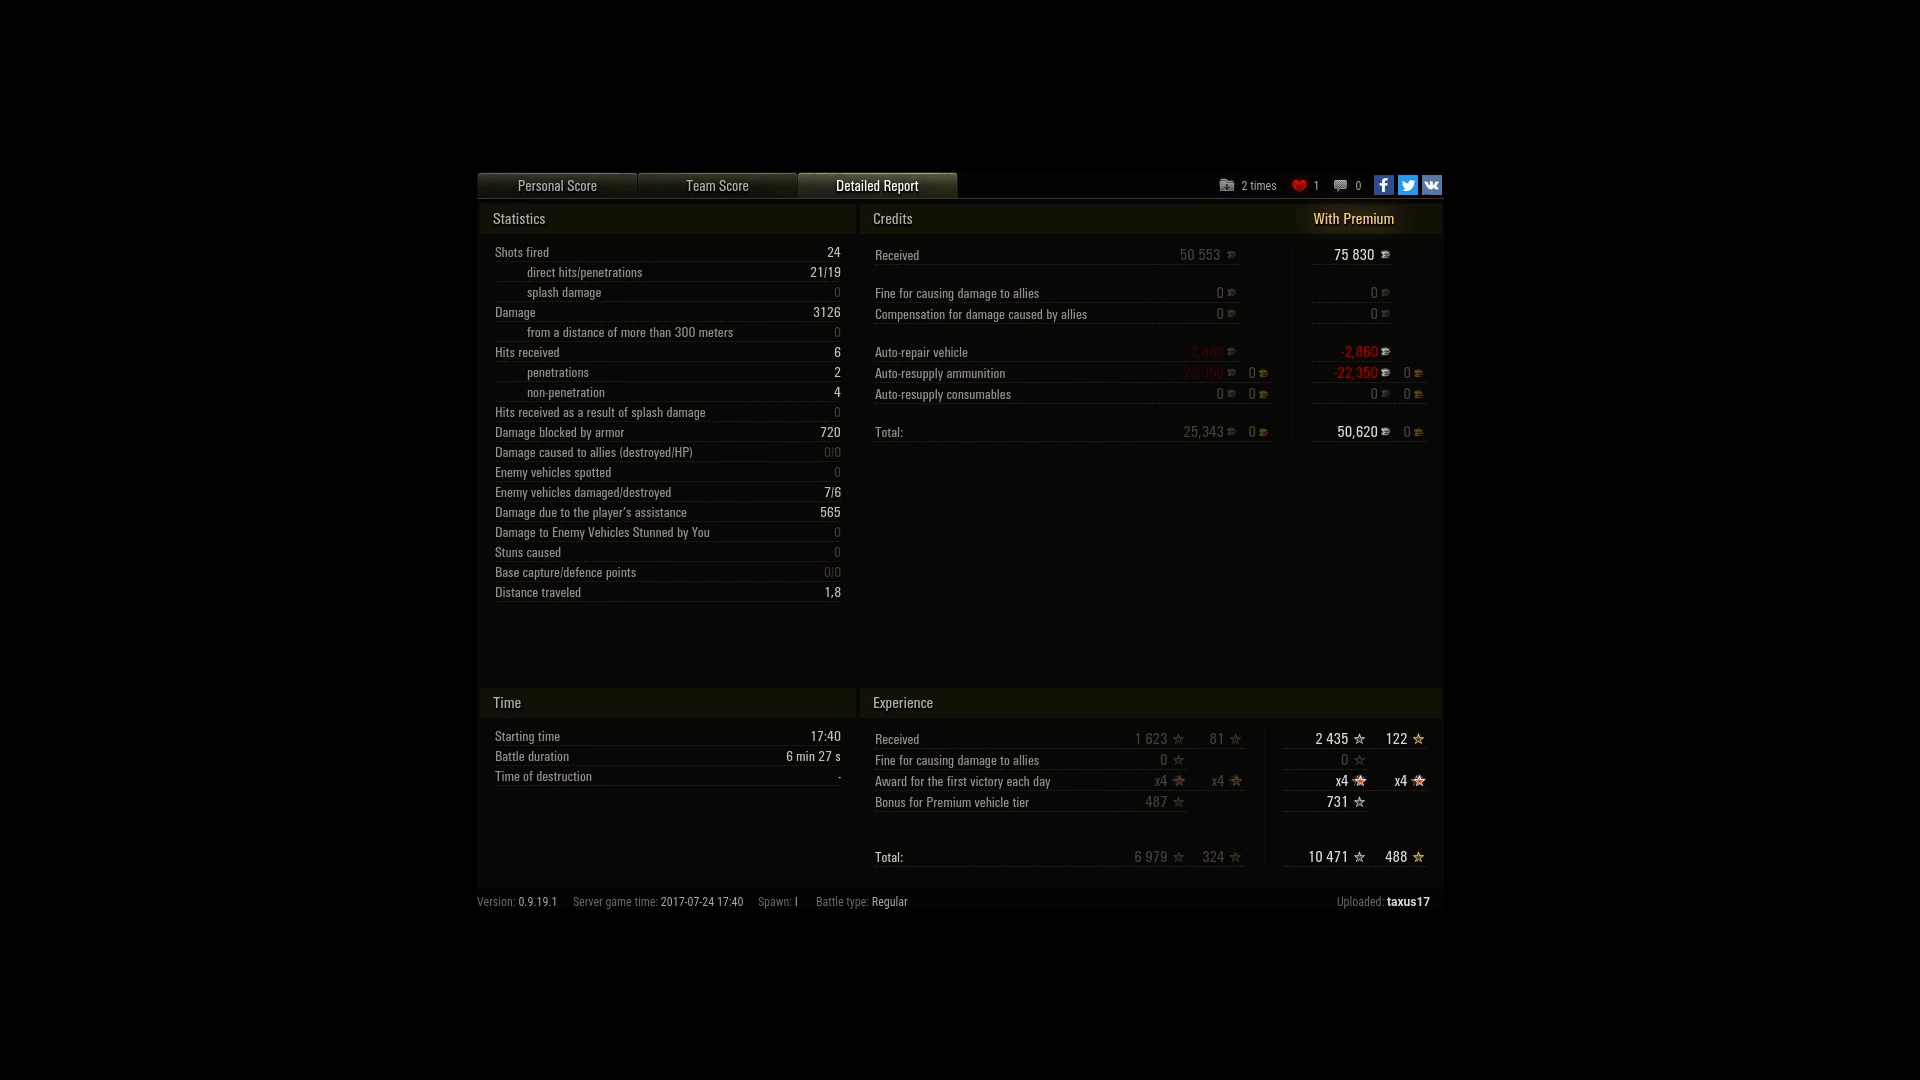 Personal Score Team Score Detailed Report 2 times 1 0
Statistics
Shots fired 24
direct hits/penetrations 21/19
splash damage 0
Damage 3126
from a distance of more than 300 meters 0
Hits received 6
penetrations 2
non-penetration 4
Hits received as a result of splash damage 0
Damage blocked by armor 720
Damage caused to allies (destroyed/HP) 0/0
Enemy vehicles spotted 0
Enemy vehicles damaged/destroyed 7/6
Damage due to the player's assistance 565
Damage to Enemy Vehicles Stunned by You 0
Stuns caused 0
Base capture/defence points 0/0
Distance traveled 1,8
Credits With Premium
Received 50 553 75 830
Fine for causing damage to allies 0 0
Compensation for damage caused by allies 0 0
Auto-repair vehicle -2,860 -2,860
Auto-resupply ammunition -22,350 0 -22,350 0
Auto-resupply consumables 0 0 0 0
Total: 25,343 0 50,620 0
Time
Starting time 17:40
Battle duration 6 min 27 s
Time of destruction -
Experience
Received 1 623 81 2 435 122
Fine for causing damage to allies 0 0
Award for the first victory each day x4 x4 x4 x4
Bonus for Premium vehicle tier 487 731
Total: 6 979 324 10 471 488
Version: 0.9.19.1 Server game time: 2017-07-24 17:40 Spawn: I Battle type: Regular Uploaded: taxus17